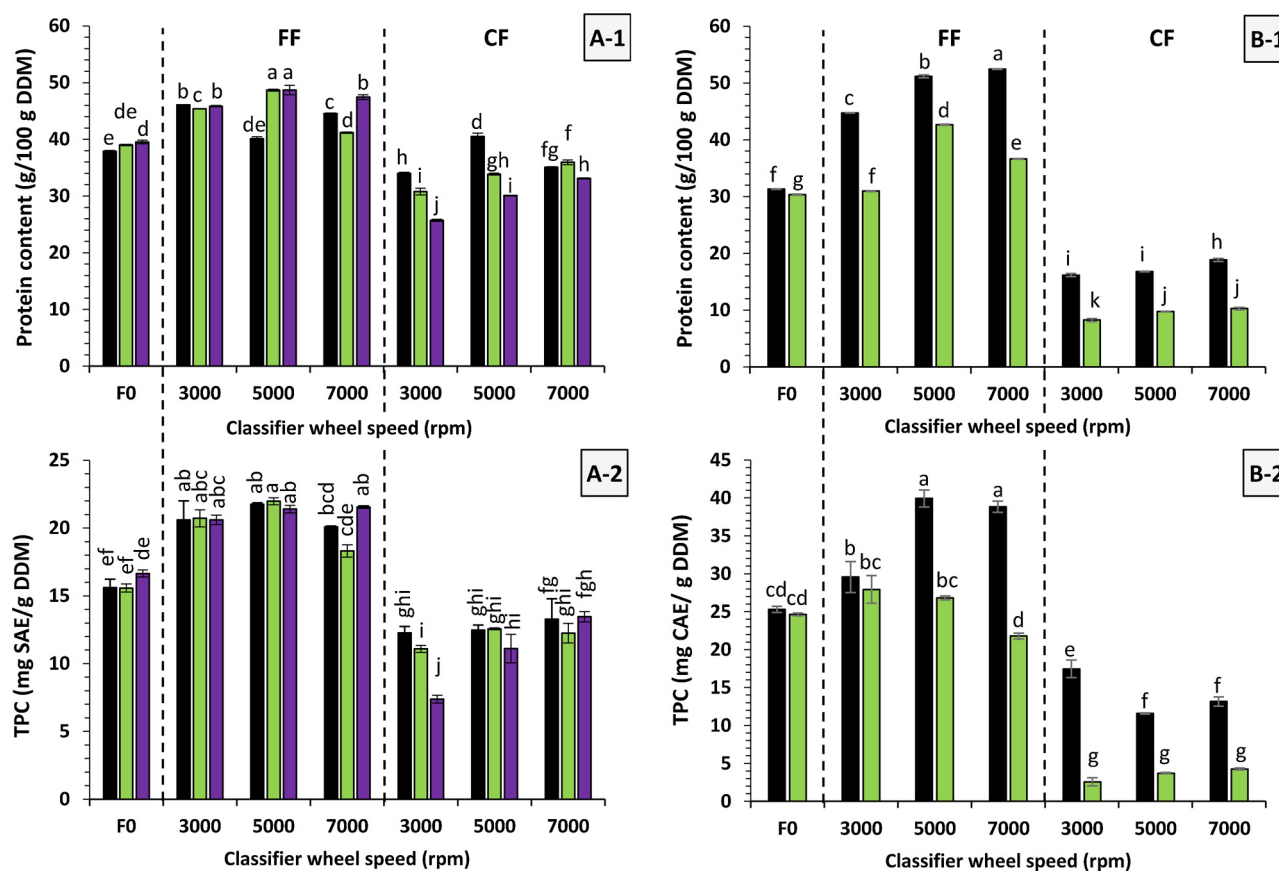 FF CF A-1
Protein content (g/100 g DDM)
60
50
40
30
20
10
0
e de d
b c b
de a a
c d b
h i j
d gh i
fg f h
F0 3000 5000 7000 3000 5000 7000
Classifier wheel speed (rpm)
FF CF B-1
Protein content (g/100 g DDM)
60
50
40
30
20
10
0
f g
c f
b d
a e
i k
i j
h j
F0 3000 5000 7000 3000 5000 7000
Classifier wheel speed (rpm)
A-2
TPC (mg SAE/g DDM)
25
20
15
10
5
0
ef ef de
ab abc abc
ab a ab
bcd cde ab
ghi i j
ghi ghi hi
fg ghi fgh
F0 3000 5000 7000 3000 5000 7000
Classifier wheel speed (rpm)
B-2
TPC (mg CAE/ g DDM)
45
40
35
30
25
20
15
10
5
0
cd cd
b bc
a bc
a d
e g
f g
f g
F0 3000 5000 7000 3000 5000 7000
Classifier wheel speed (rpm)